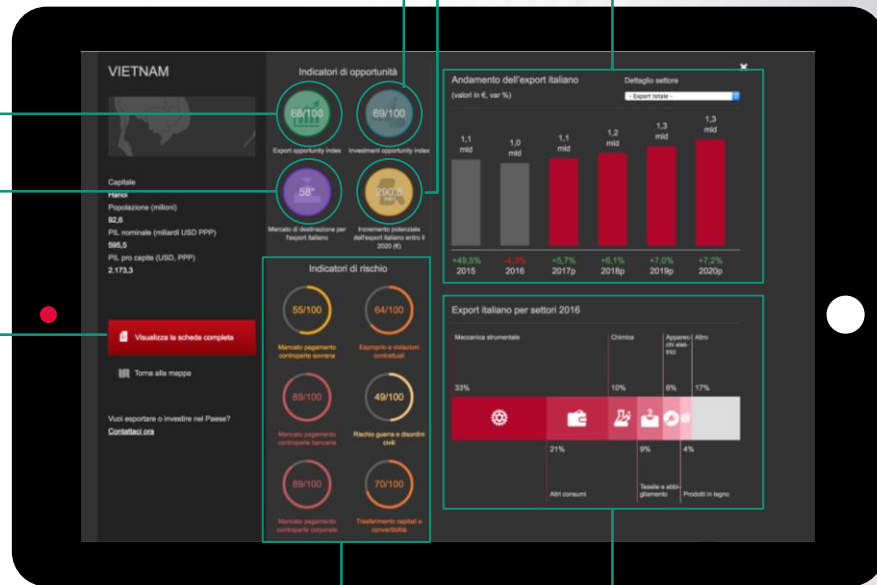 VIETNAM
Capitale
Hanoi
Popolazione (milioni)
92,6
PIL nominale (miliardi USD PPP)
595,5
PIL pro capite (USD, PPP)
2.173,3
Visualizza la scheda completa
Torna alla mappa
Vuoi esportare o investire nel Paese?
Contattaci ora
Indicatori di opportunità
68/100
69/100
Export opportunity index
Investment opportunity index
58°
290,8
Mercato di destinazione per
l'export italiano
Incremento potenziale
dell'export italiano entro il
2020 (€)
Indicatori di rischio
55/100
64/100
Mancato pagamento
controparte sovrana
Esproprio e violazioni
contrattuali
89/100
49/100
Mancato pagamento
controparte bancaria
Rischio guerra e disordini
civili
89/100
70/100
Mancato pagamento
controparte corporate
Trasferimento capitali e
convertibilità
×
Andamento dell'export italiano
(valori in €, var %)
Dettaglio settore
- Export totale -
1,1
mld
1,0
mld
1,1
mld
1,2
mld
1,3
mld
1,3
mld
+49,5%
-4,3%
+5,7%
+6,1%
+7,0%
+7,2%
2015
2016
2017p
2018p
2019p
2020p
Export italiano per settori 2016
Meccanica strumentale
Chimica
Apparec-
chi elet-
trici
Altro
33%
10%
6%
17%
21%
9%
4%
Altri consumi
Tessile e abbi-
gliamento
Prodotti in legno